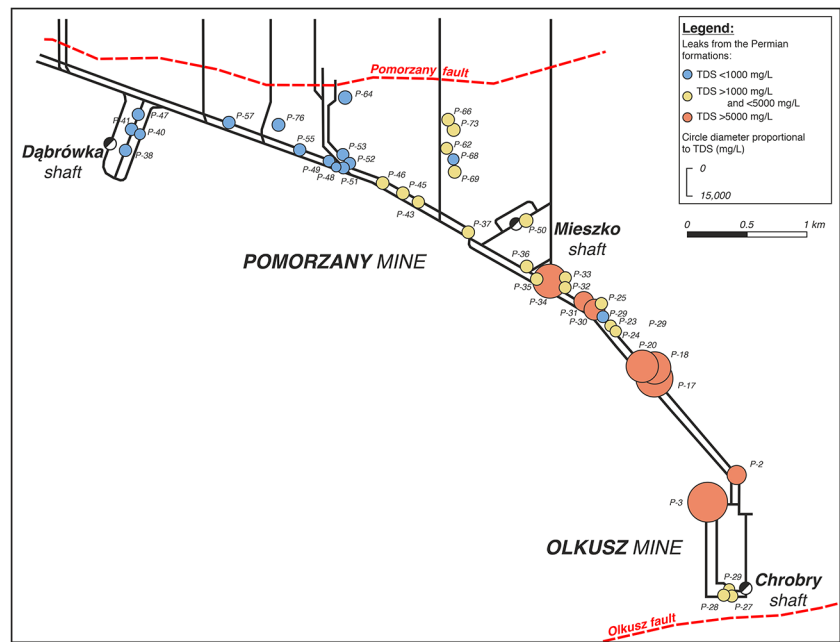 Legend:
Leaks from the Permian
formations:
TDS <1000 mg/L
TDS >1000 mg/L
and <5000 mg/L
TDS >5000 mg/L
Circle diameter proportional
to TDS (mg/L)
0
15,000
0
0.5
1 km
Pomorzany fault
P-64
P-47
P-41
P-40
P-38
Dąbrówka
shaft
P-57
P-76
P-55
P-53
P-52
P-49
P-48
P-51
P-66
P-73
P-62
P-68
P-69
P-46
P-45
P-43
P-37
P-50
Mieszko
shaft
POMORZANY MINE
P-36
P-35
P-33
P-32
P-34
P-31
P-30
P-25
P-29
P-23
P-24
P-29
P-20
P-18
P-17
P-2
P-3
OLKUSZ MINE
P-29
P-28
P-27
Chrobry
shaft
Olkusz fault